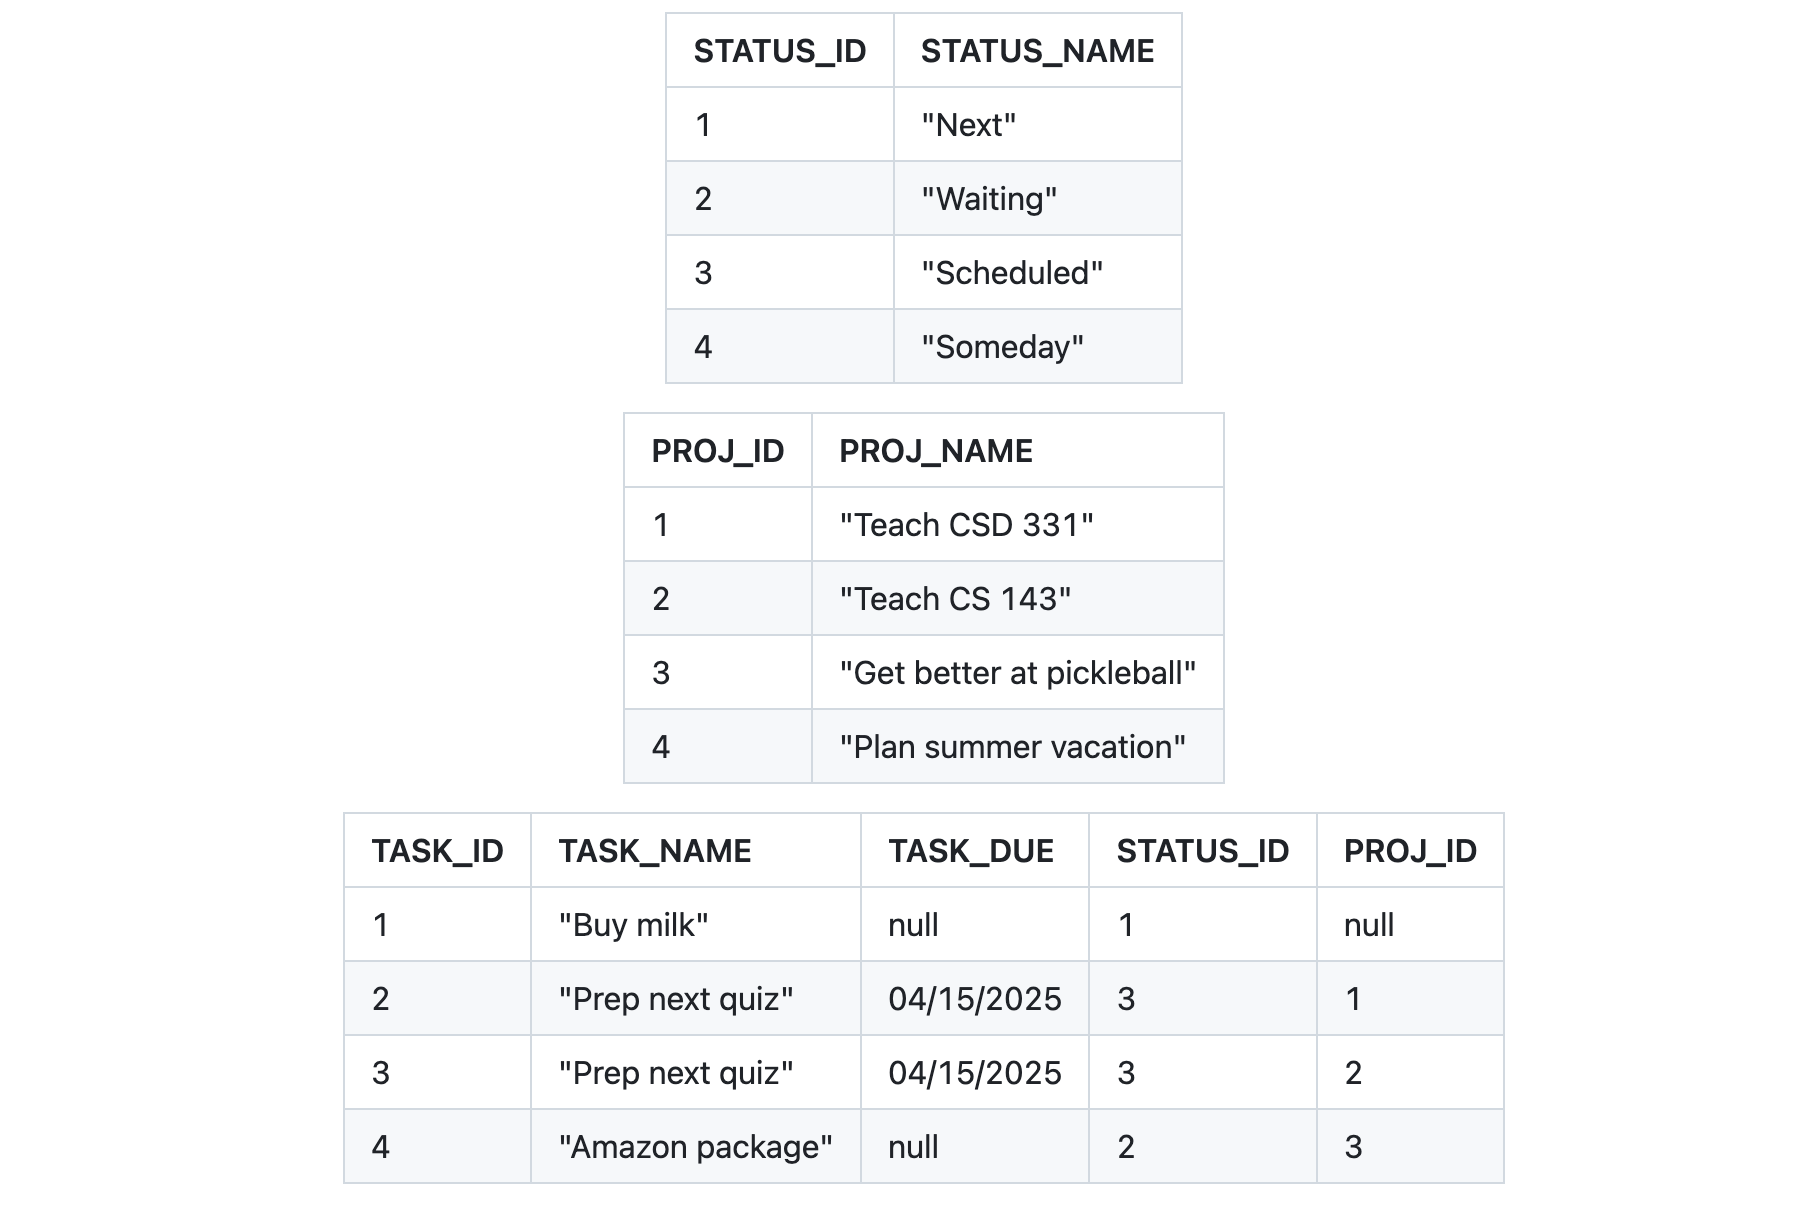 STATUS_ID STATUS_NAME
1 "Next"
2 "Waiting"
3 "Scheduled"
4 "Someday"
PROJ_ID PROJ_NAME
1 "Teach CSD 331"
2 "Teach CS 143"
3 "Get better at pickleball"
4 "Plan summer vacation"
TASK_ID TASK_NAME TASK_DUE STATUS_ID PROJ_ID
1 "Buy milk" null 1 null
2 "Prep next quiz" 04/15/2025 3 1
3 "Prep next quiz" 04/15/2025 3 2
4 "Amazon package" null 2 3